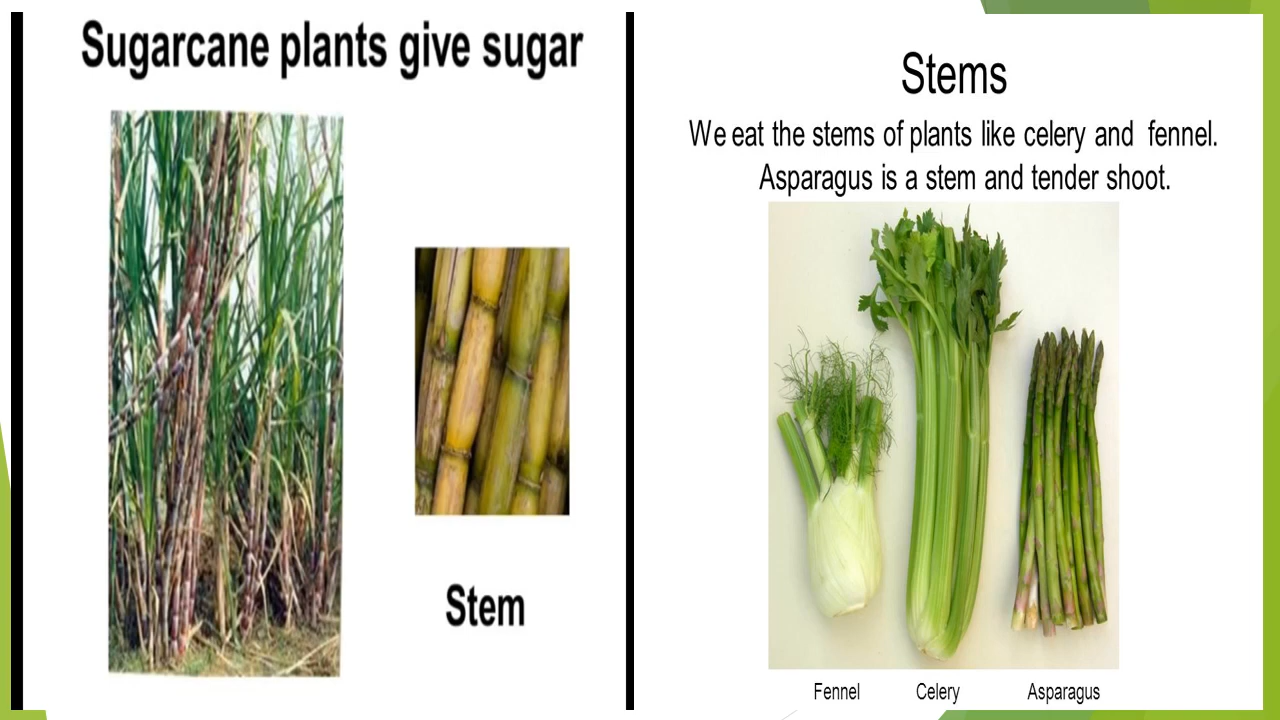 Sugarcane plants give sugar
Stem
Stems
We eat the stems of plants like celery and fennel.
Asparagus is a stem and tender shoot.
Fennel Celery Asparagus